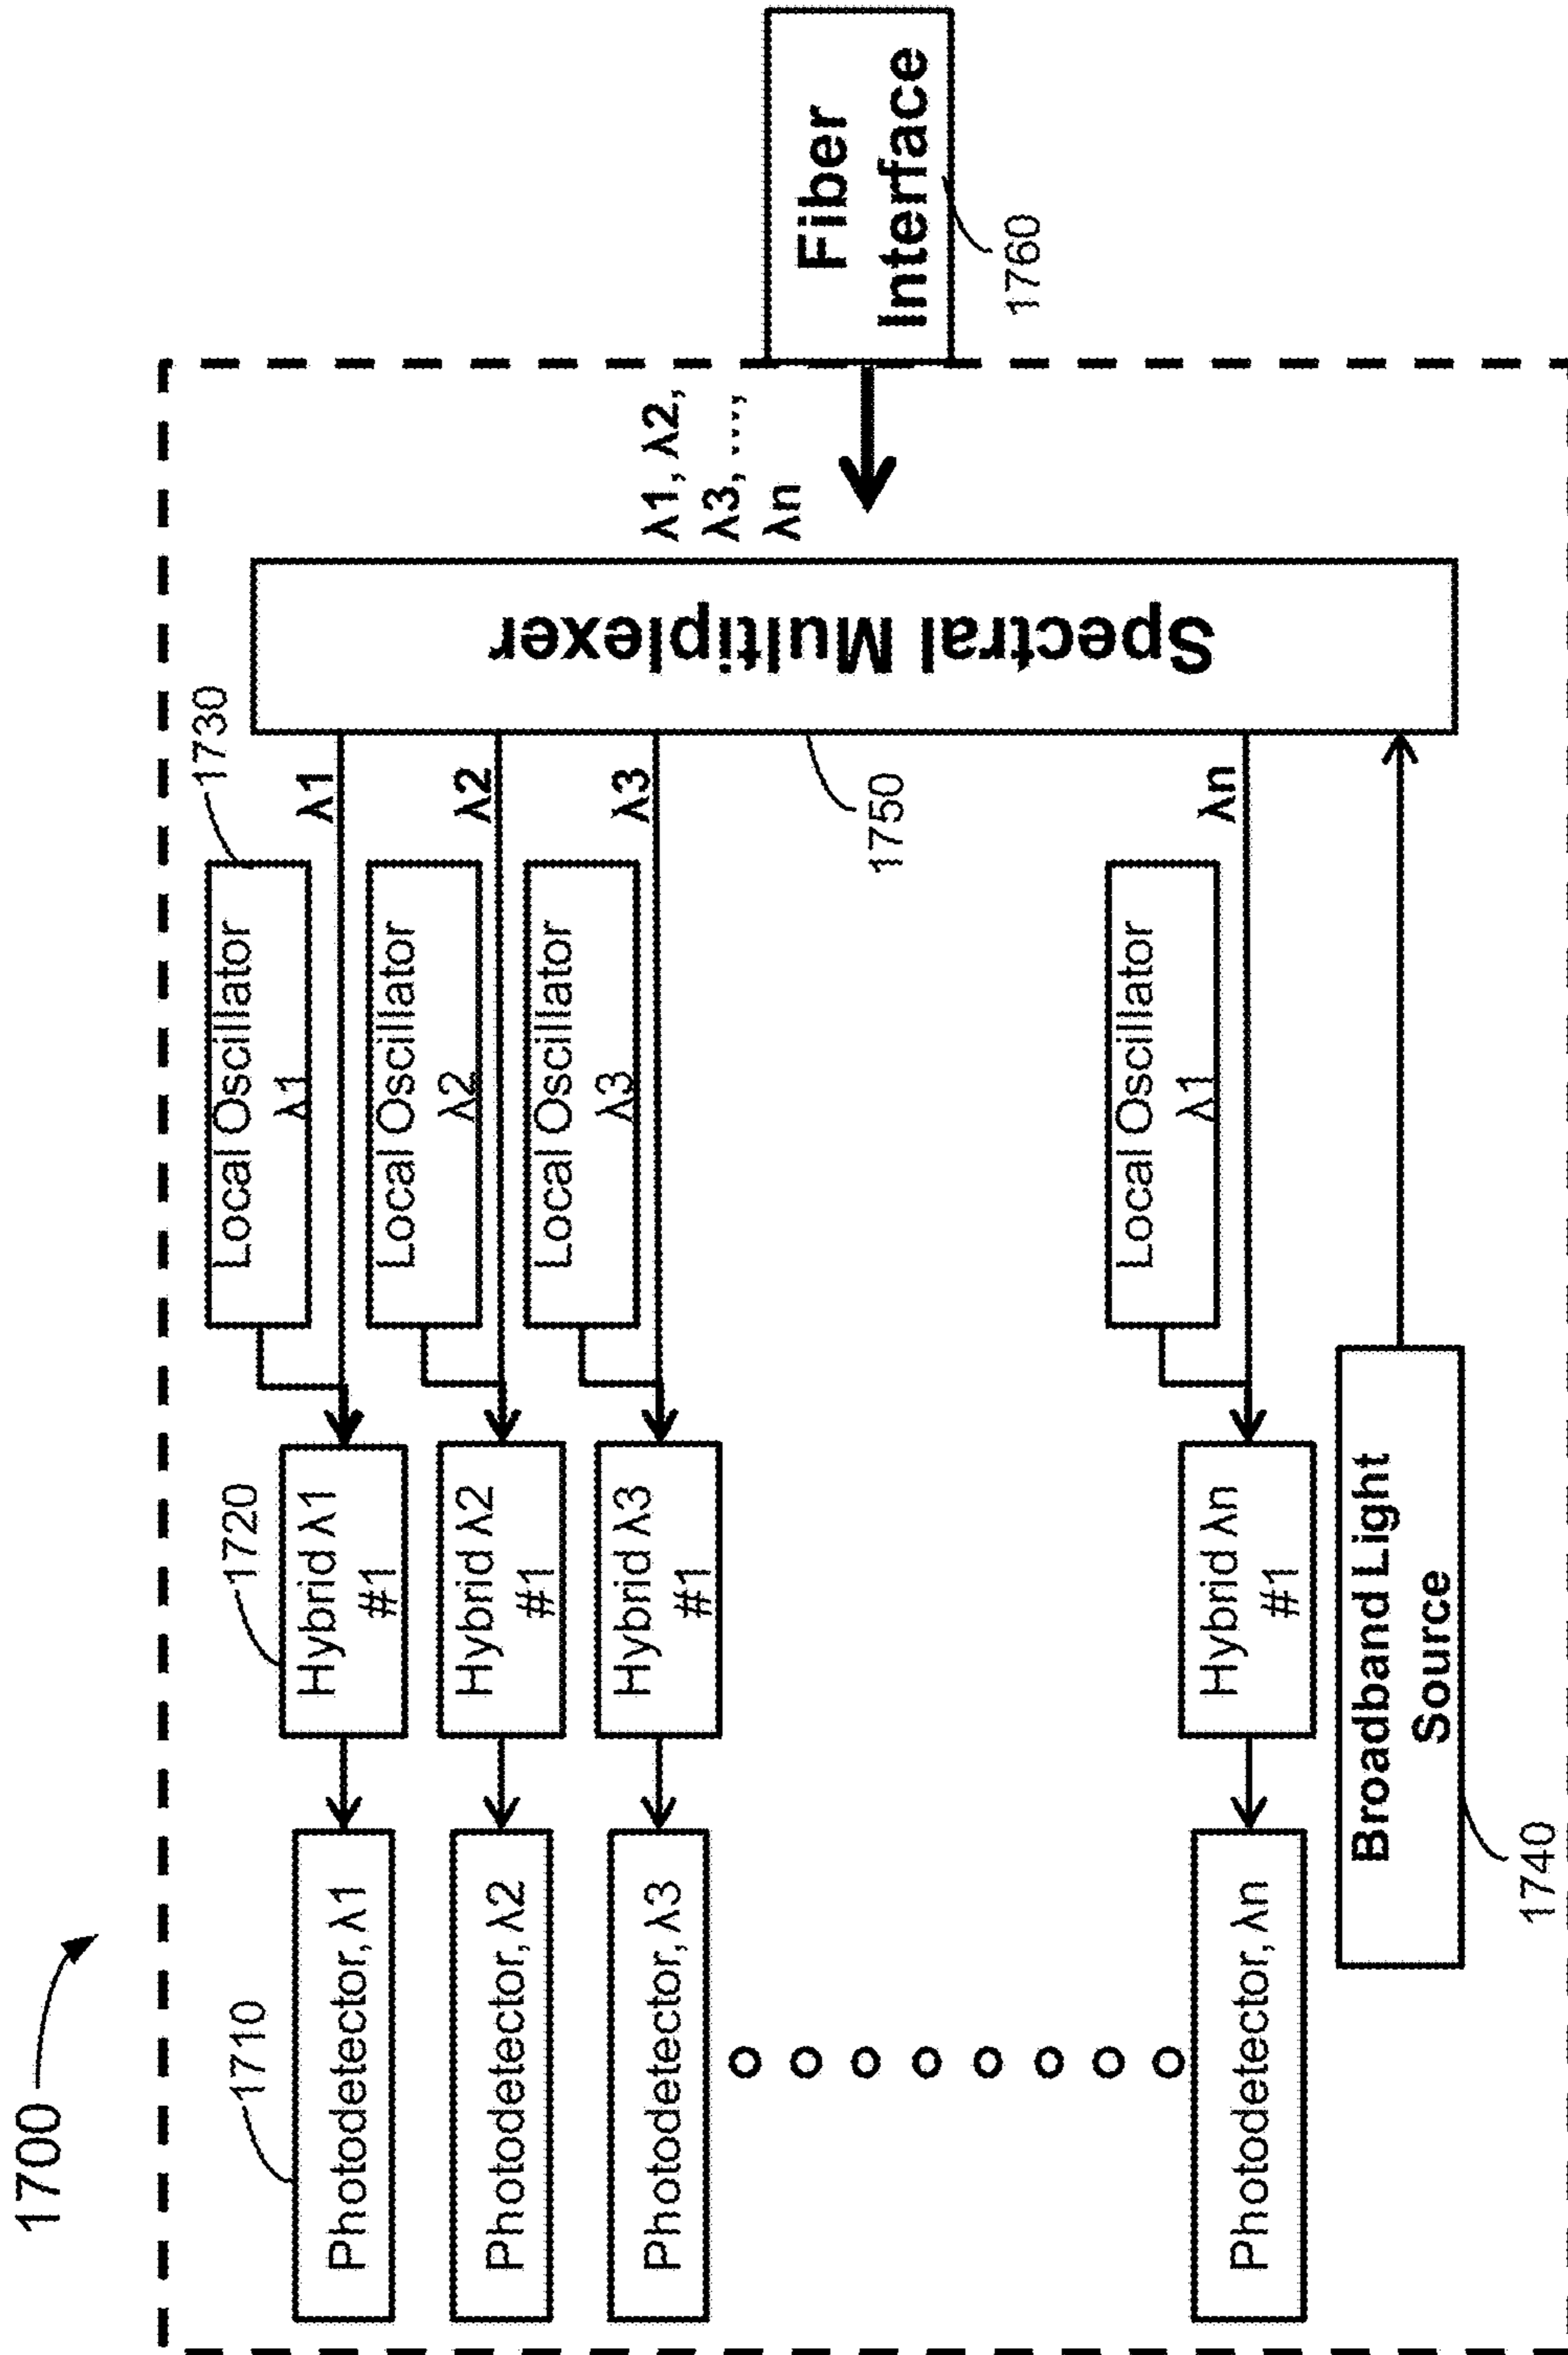 1700
1710
Photodetector, λ1
Photodetector, λ2
Photodetector, λ3
Photodetector, λn
1720
Hybrid λ1
#1
Hybrid λ2
#1
Hybrid λ3
#1
Hybrid λn
#1
Broadband Light
Source
1740
1730
Local Oscillator
λ1
Local Oscillator
λ2
Local Oscillator
λ3
Local Oscillator
λ1
λ1
λ2
λ3
λn
1750
Spectral Multiplexer
λ1, λ2,
λ3, ...,
λn
Fiber
Interface
1760